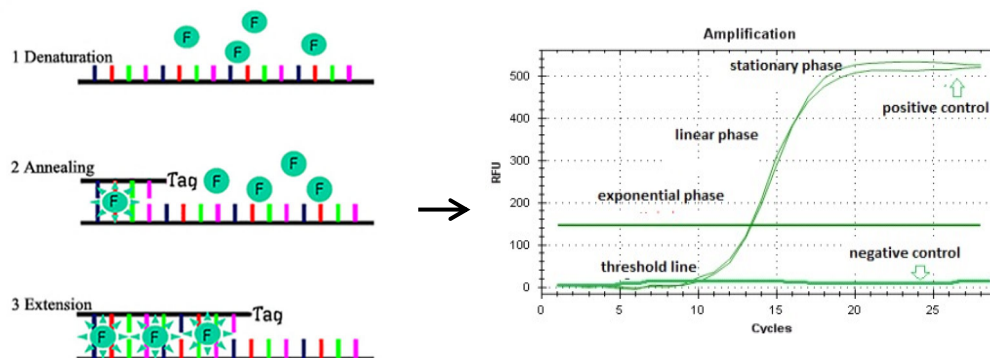 1 Denaturation
F F F F
2 Annealing
F Taq F F F F
3 Extension
F F F Taq
Amplification
500
400
300
200
100
0
RFU
stationary phase
positive control
linear phase
exponential phase
negative control
threshold line
0 5 10 15 20 25
Cycles